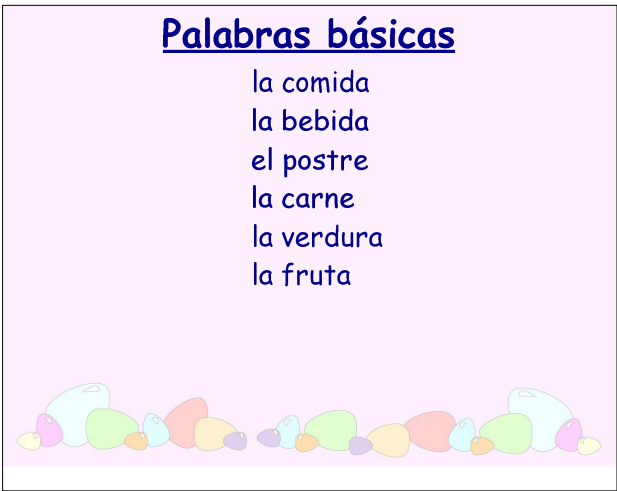 Palabras básicas
la comida
la bebida
el postre
la carne
la verdura
la fruta